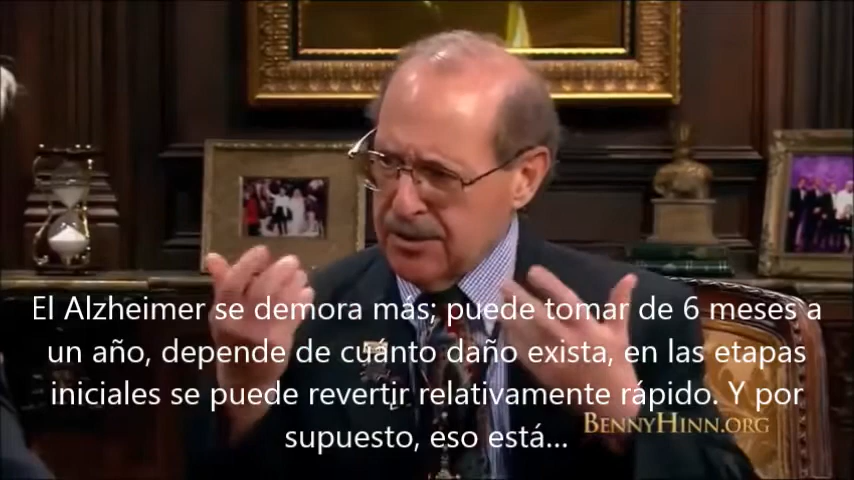 El Alzheimer se demora más; puede tomar de 6 meses a
un año, depende de cuánto daño exista, en las etapas
iniciales se puede revertir relativamente rápido. Y por
supuesto, eso está...
BENNYHINN.ORG